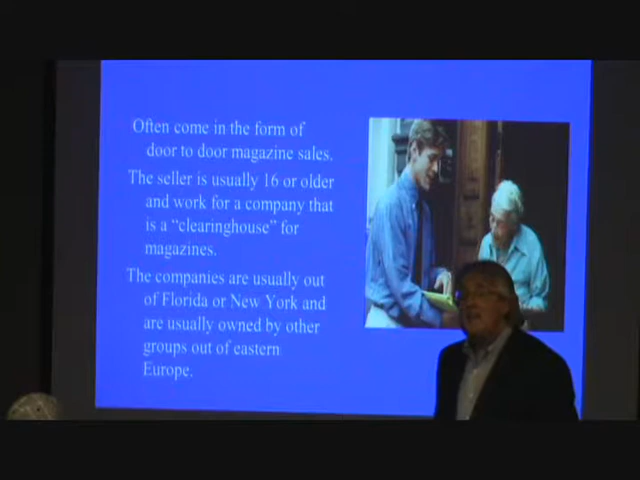 Often come in the form of
door to door magazine sales.
The seller is usually 16 or older
and work for a company that
is a “clearinghouse” for
magazines.
The companies are usually out
of Florida or New York and
are usually owned by other
groups out of eastern
Europe.